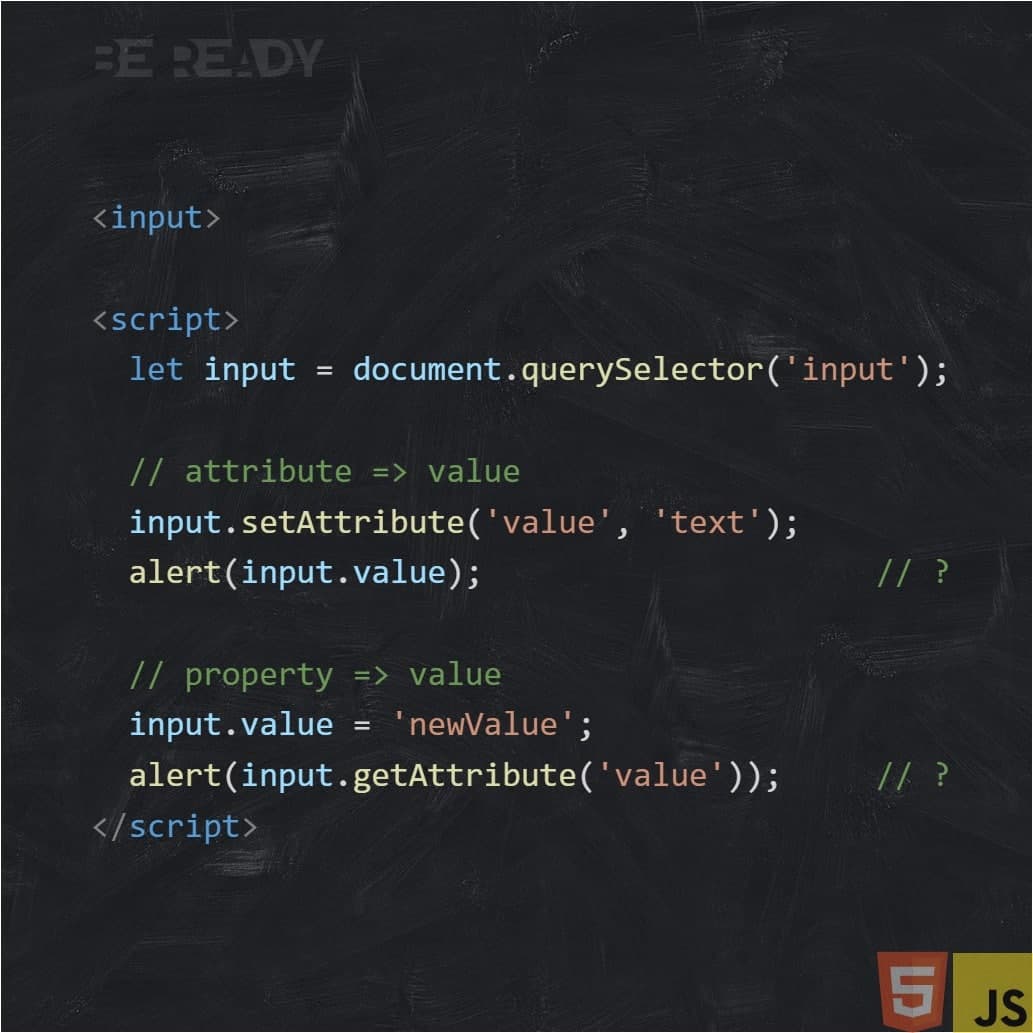 BE READY
<input>
<script>
let input = document.querySelector('input');
// attribute => value
input.setAttribute('value', 'text');
alert(input.value); // ?
// property => value
input.value = 'newValue';
alert(input.getAttribute('value')); // ?
</script>
5 JS